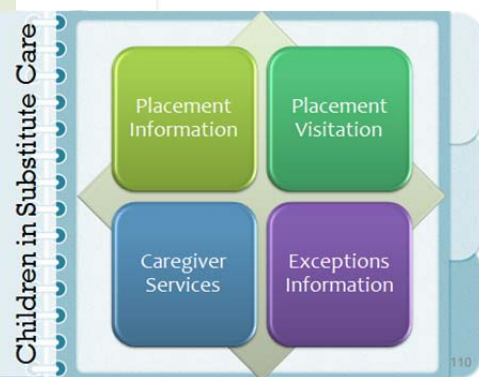 Children in Substitute Care
Placement
Information
Placement
Visitation
Caregiver
Services
Exceptions
Information
110